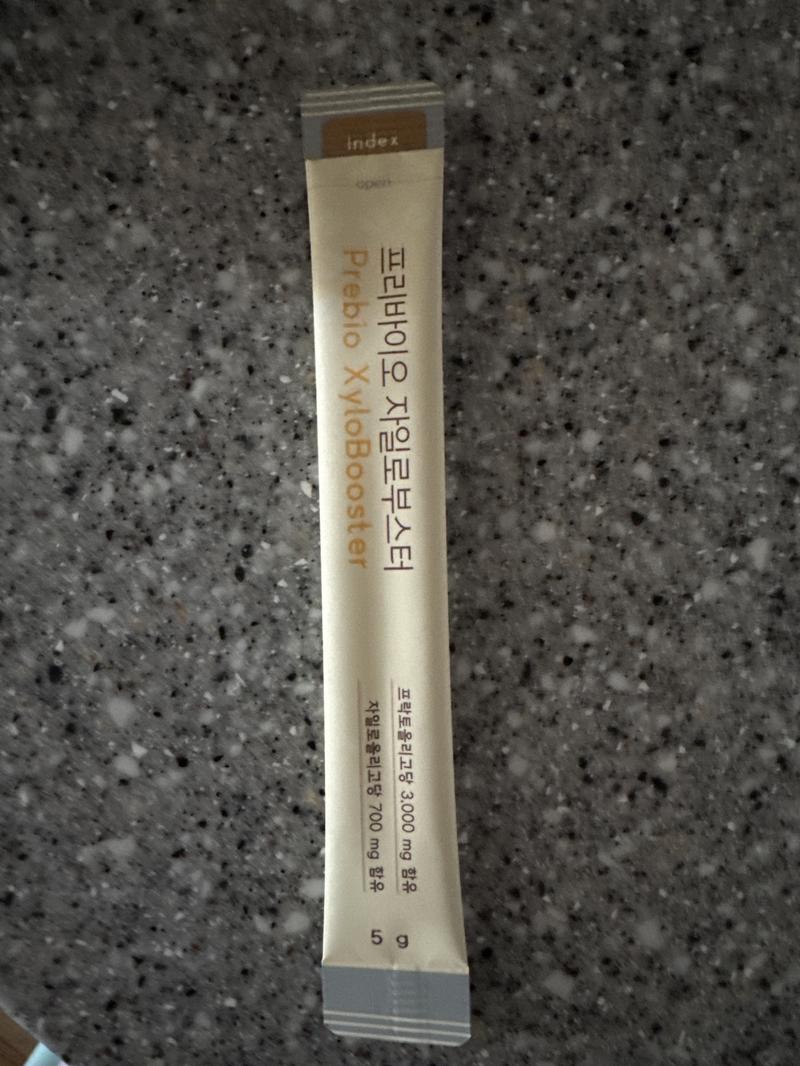 index
open
프리바이오 자일로부스터
Prebio XyloBooster
프락토올리고당 3,000 mg 함유
자일로올리고당 700 mg 함유
5 g